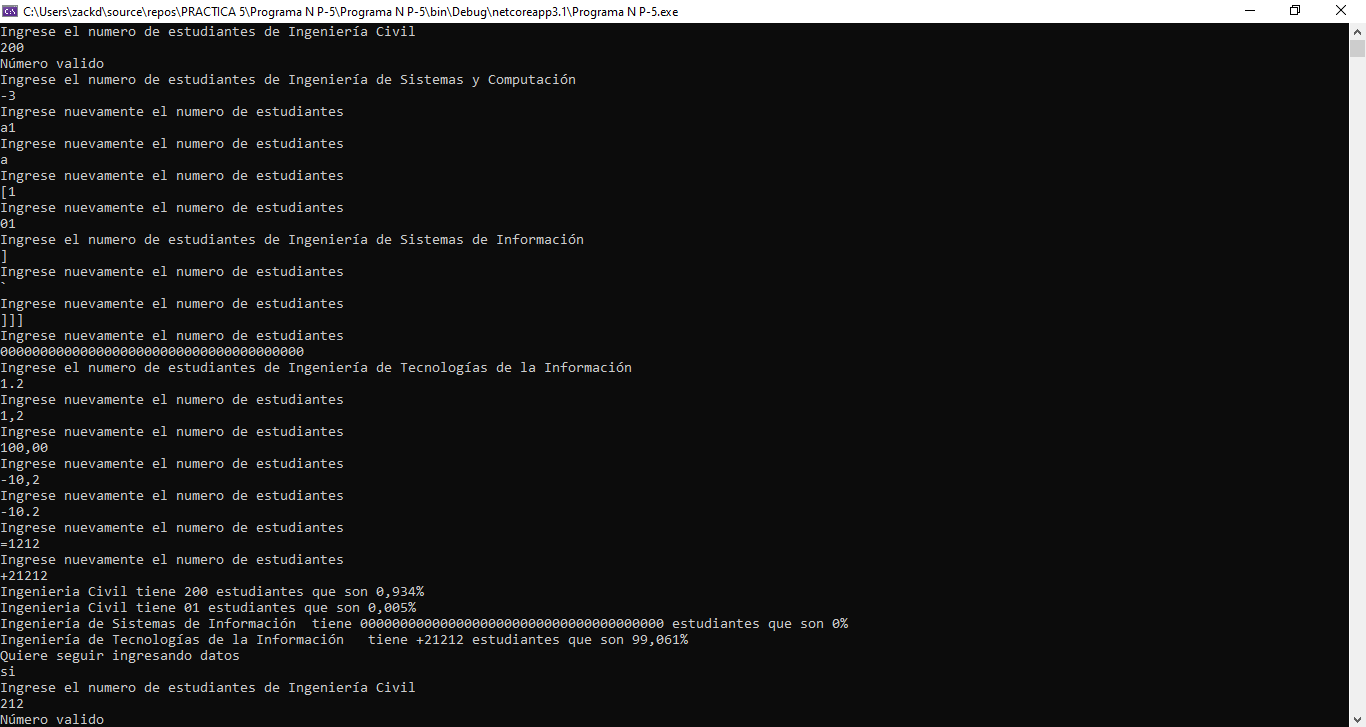 C:\Users\zackd\source\repos\PRACTICA 5\Programa N P-5\Programa N P-5\bin\Debug\netcoreapp3.1\Programa N P-5.exe
Ingrese el numero de estudiantes de Ingeniería Civil
200
Número valido
Ingrese el numero de estudiantes de Ingeniería de Sistemas y Computación
-3
Ingrese nuevamente el numero de estudiantes
a1
Ingrese nuevamente el numero de estudiantes
a
Ingrese nuevamente el numero de estudiantes
[1
Ingrese nuevamente el numero de estudiantes
01
Ingrese el numero de estudiantes de Ingeniería de Sistemas de Información
]
Ingrese nuevamente el numero de estudiantes
`
Ingrese nuevamente el numero de estudiantes
]]]
Ingrese nuevamente el numero de estudiantes
00000000000000000000000000000000000000
Ingrese el numero de estudiantes de Ingeniería de Tecnologías de la Información
1.2
Ingrese nuevamente el numero de estudiantes
1,2
Ingrese nuevamente el numero de estudiantes
100,00
Ingrese nuevamente el numero de estudiantes
-10,2
Ingrese nuevamente el numero de estudiantes
-10.2
Ingrese nuevamente el numero de estudiantes
=1212
Ingrese nuevamente el numero de estudiantes
+21212
Ingenieria Civil tiene 200 estudiantes que son 0,934%
Ingenieria Civil tiene 01 estudiantes que son 0,005%
Ingeniería de Sistemas de Información  tiene 00000000000000000000000000000000000000 estudiantes que son 0%
Ingeniería de Tecnologías de la Información   tiene +21212 estudiantes que son 99,061%
Quiere seguir ingresando datos
si
Ingrese el numero de estudiantes de Ingeniería Civil
212
Número valido